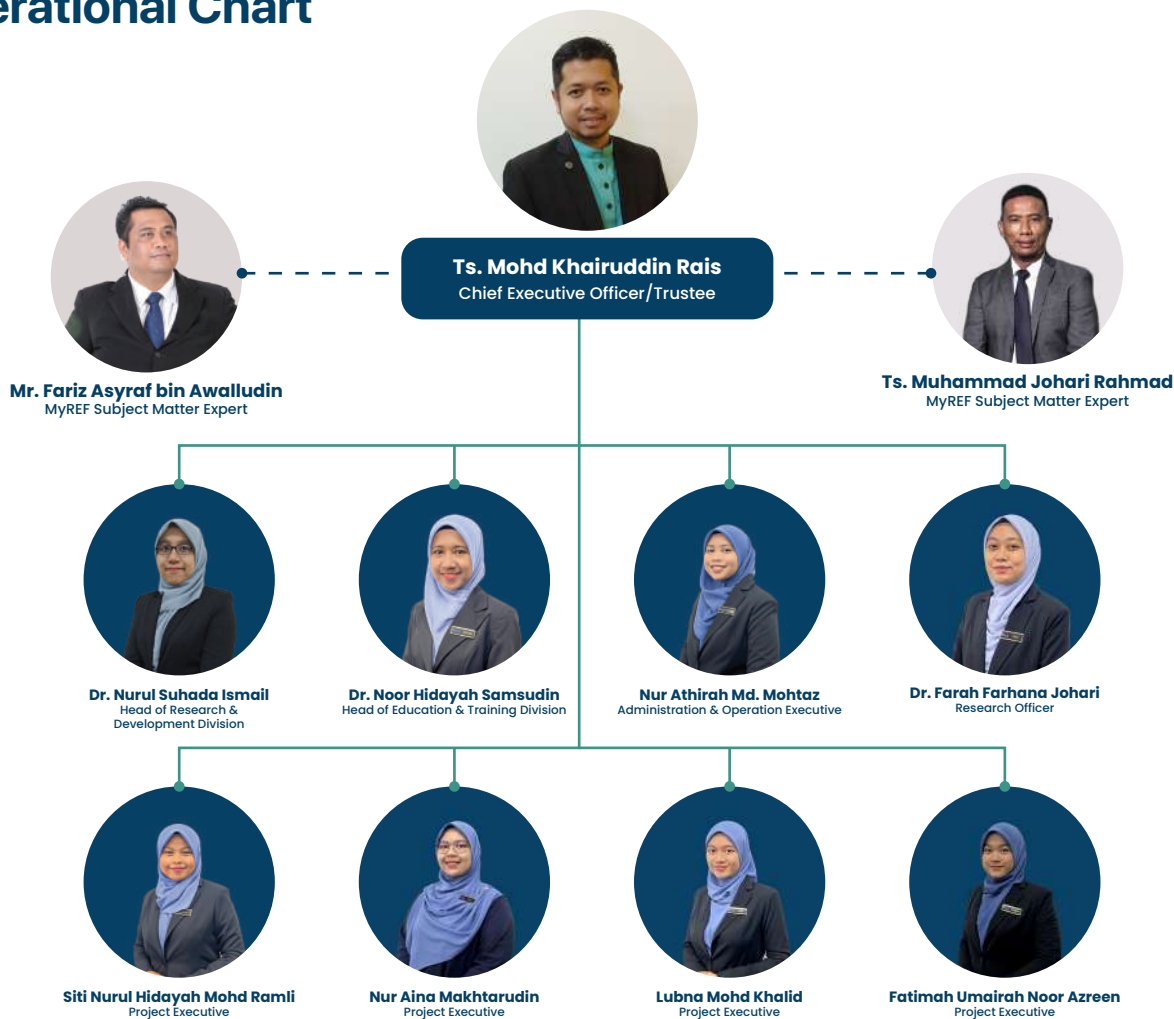 erational Chart
Ts. Mohd Khairuddin Rais
Chief Executive Officer/Trustee
Mr. Fariz Asyraf bin Awalludin
MyREF Subject Matter Expert
Ts. Muhammad Johari Rahmad
MyREF Subject Matter Expert
Dr. Nurul Suhada Ismail
Head of Research &
Development Division
Dr. Noor Hidayah Samsudin
Head of Education & Training Division
Nur Athirah Md. Mohtaz
Administration & Operation Executive
Dr. Farah Farhana Johari
Research Officer
Siti Nurul Hidayah Mohd Ramli
Project Executive
Nur Aina Makhtarudin
Project Executive
Lubna Mohd Khalid
Project Executive
Fatimah Umairah Noor Azreen
Project Executive